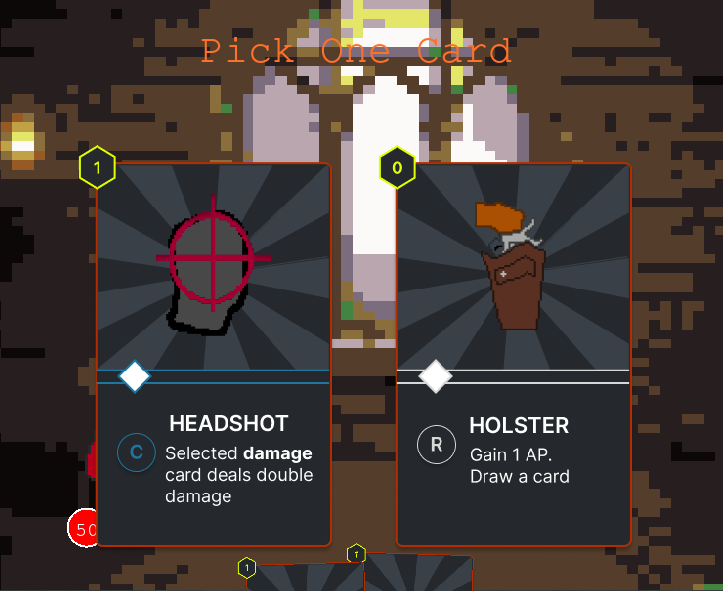 Pick One Card
1
0
HEADSHOT
C
Selected damage
card deals double
damage
HOLSTER
R
Gain 1 AP.
Draw a card
50
1
1